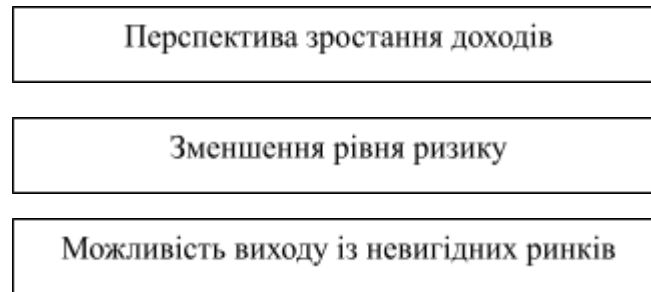 Перспектива зростання доходів
Зменшення рівня ризику
Можливість виходу із невигідних ринків